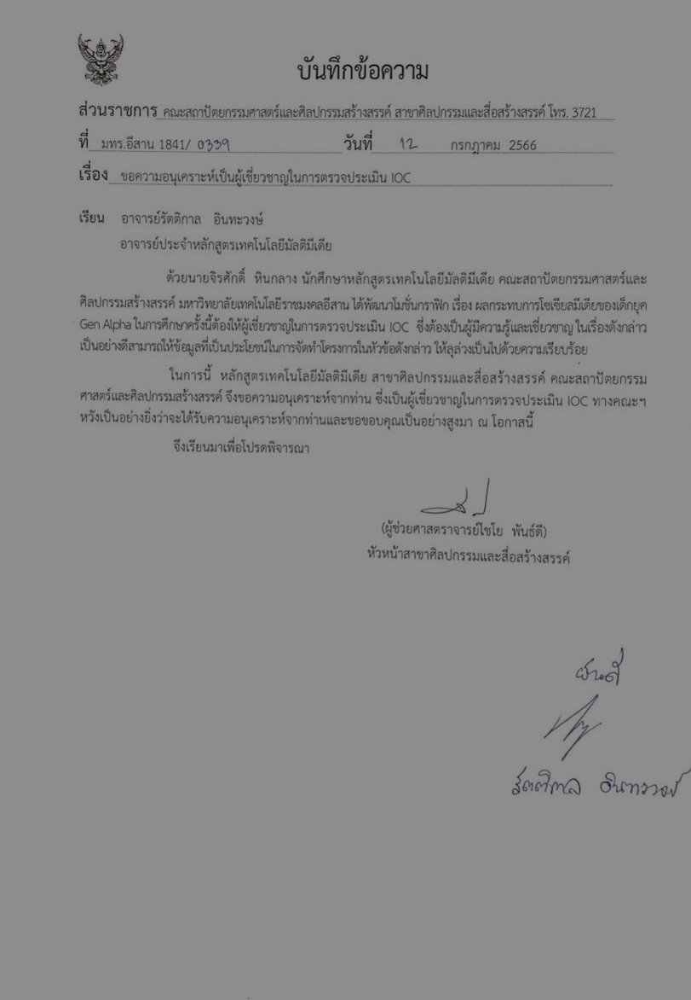 บันทึกข้อความ
ส่วนราชการ คณะสถาปัตยกรรมศาสตร์และศิลปกรรมสร้างสรรค์ สาขาศิลปกรรมและสื่อสร้างสรรค์ โทร. 3721
ที่ มทร.อีสาน 1841/ 0339 วันที่ 12 กรกฎาคม 2566
เรื่อง ขอความอนุเคราะห์เป็นผู้เชี่ยวชาญในการตรวจประเมิน IOC
เรียน อาจารย์รัตติกาล อินทะวงษ์
อาจารย์ประจำหลักสูตรเทคโนโลยีมัลติมีเดีย
ด้วยนายจิรศักดิ์ หินกลาง นักศึกษาหลักสูตรเทคโนโลยีมัลติมีเดีย คณะสถาปัตยกรรมศาสตร์และ
ศิลปกรรมสร้างสรรค์ มหาวิทยาลัยเทคโนโลยีราชมงคลอีสาน ได้พัฒนาโมชั่นกราฟิก เรื่อง ผลกระทบการโซเชียลมีเดียของเด็กยุค
Gen Alpha ในการศึกษาครั้งนี้ต้องให้ผู้เชี่ยวชาญในการตรวจประเมิน IOC ซึ่งต้องเป็นผู้มีความรู้และเชี่ยวชาญ ในเรื่องดังกล่าว
เป็นอย่างดีสามารถให้ข้อมูลที่เป็นประโยชน์ในการจัดทำโครงการในหัวข้อดังกล่าว ให้ลุล่วงเป็นไปด้วยความเรียบร้อย
ในการนี้ หลักสูตรเทคโนโลยีมัลติมีเดีย สาขาศิลปกรรมและสื่อสร้างสรรค์ คณะสถาปัตยกรรม
ศาสตร์และศิลปกรรมสร้างสรรค์ จึงขอความอนุเคราะห์จากท่าน ซึ่งเป็นผู้เชี่ยวชาญในการตรวจประเมิน IOC ทางคณะฯ
หวังเป็นอย่างยิ่งว่าจะได้รับความอนุเคราะห์จากท่านและขอขอบคุณเป็นอย่างสูงมา ณ โอกาสนี้
จึงเรียนมาเพื่อโปรดพิจารณา
(ผู้ช่วยศาสตราจารย์ไชโย พันธ์ดี)
หัวหน้าสาขาศิลปกรรมและสื่อสร้างสรรค์
ยินดี
รัตติกาล อินทะวงษ์